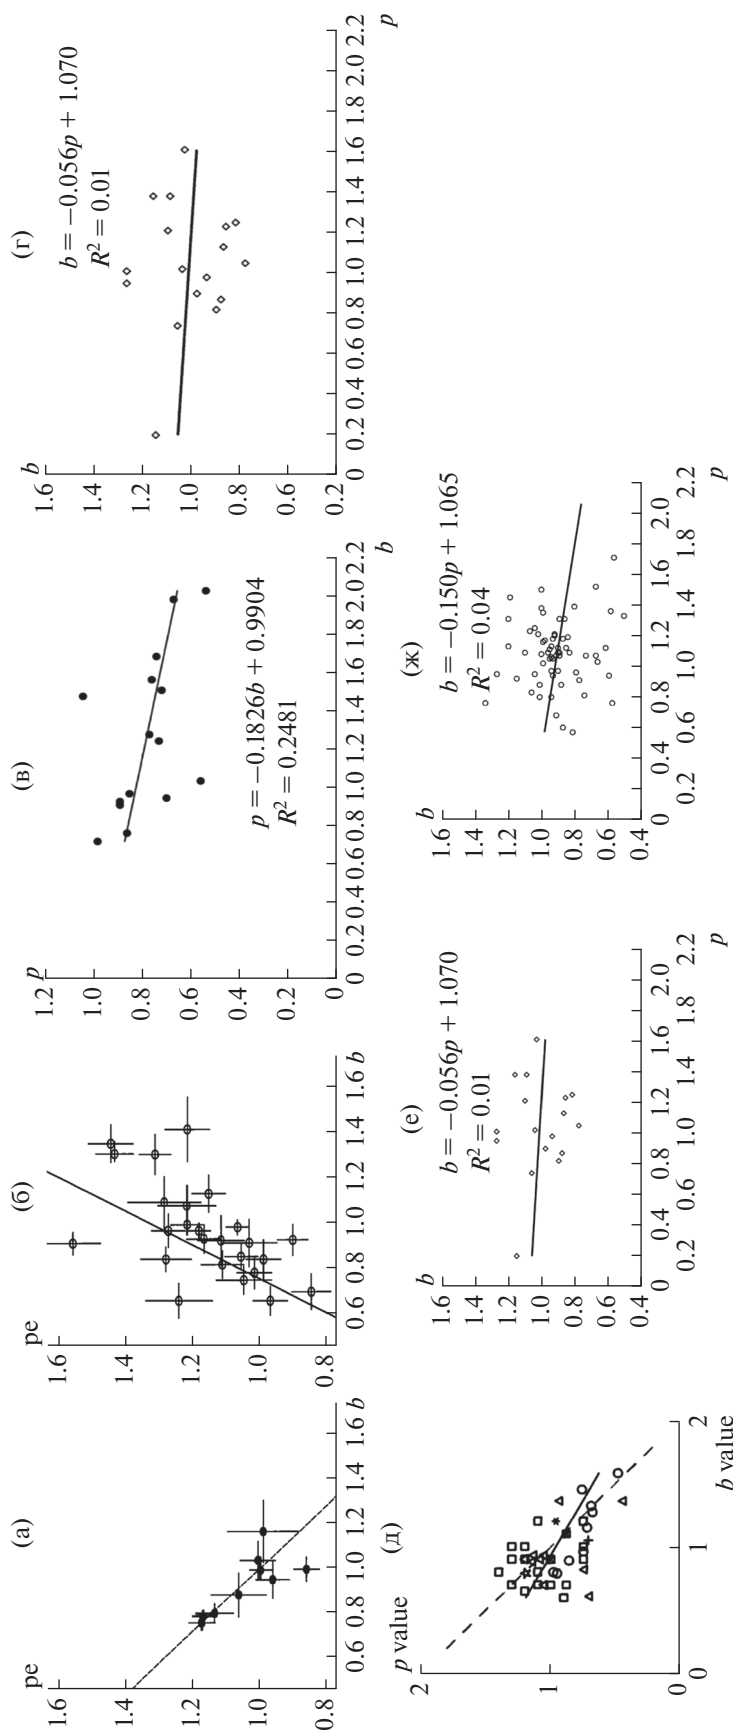 (а)
pe
1.6
1.4
1.2
1.0
0.8
0.6 0.8 1.0 1.2 1.4 1.6 b
(б)
pe
1.6
1.4
1.2
1.0
0.8
0.6 0.8 1.0 1.2 1.4 1.6 b
(в)
p
1.2
1.0
0.8
0.6
0.4
0.2
0
p = −0.1826b + 0.9904
R² = 0.2481
0.2 0.4 0.6 0.8 1.0 1.2 1.4 1.6 1.8 2.0 2.2
b
(г)
b
1.6
1.4
1.2
1.0
0.8
0.6
0.4
0.2
b = −0.056p + 1.070
R² = 0.01
0 0.2 0.4 0.6 0.8 1.0 1.2 1.4 1.6 1.8 2.0 2.2
p
(д)
p value
2
1
0
0 1 2
b value
(е)
b
1.6
1.4
1.2
1.0
0.8
0.6
0.4
b = −0.056p + 1.070
R² = 0.01
0 0.2 0.4 0.6 0.8 1.0 1.2 1.4 1.6 1.8 2.0 2.2
p
(ж)
b
1.6
1.4
1.2
1.0
0.8
0.6
0.4
b = −0.150p + 1.065
R² = 0.04
0 0.2 0.4 0.6 0.8 1.0 1.2 1.4 1.6 1.8 2.0 2.2
p